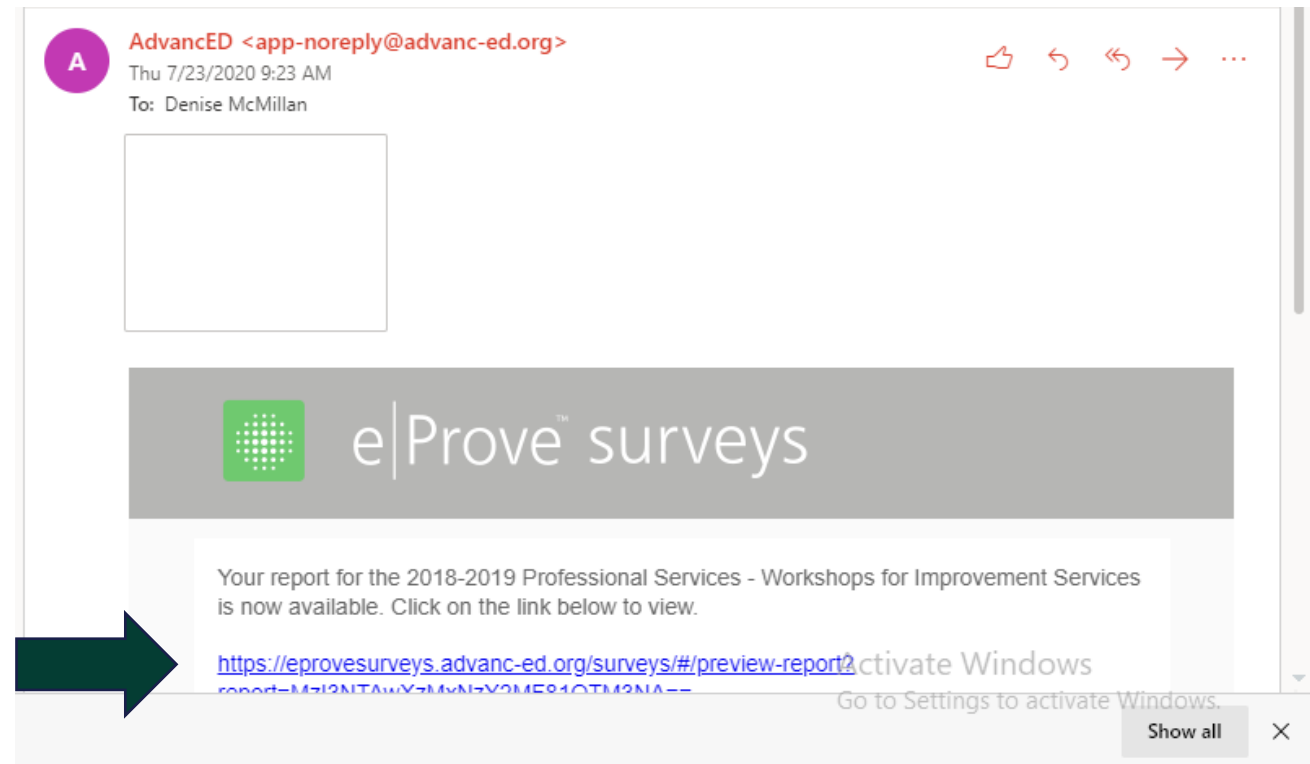 A
AdvancED <app-noreply@advanc-ed.org>
Thu 7/23/2020 9:23 AM
To: Denise McMillan
e|Prove™ surveys
Your report for the 2018-2019 Professional Services - Workshops for Improvement Services
is now available. Click on the link below to view.
https://eprovesurveys.advanc-ed.org/surveys/#/preview-report?
Activate Windows
Go to Settings to activate Windows.
Show all